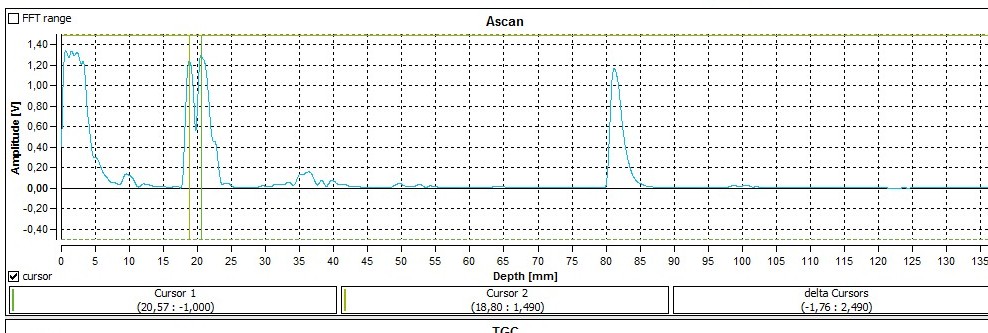 FFT range
Ascan
1,40
1,20
1,00
0,80
0,60
0,40
0,20
0,00
-0,20
-0,40
Amplitude [V]
0 5 10 15 20 25 30 35 40 45 50 55 60 65 70 75 80 85 90 95 100 105 110 115 120 125 130 135
cursor
Depth [mm]
Cursor 1
(20,57 : -1,000)
Cursor 2
(18,80 : 1,490)
delta Cursors
(-1,76 : 2,490)
TGC